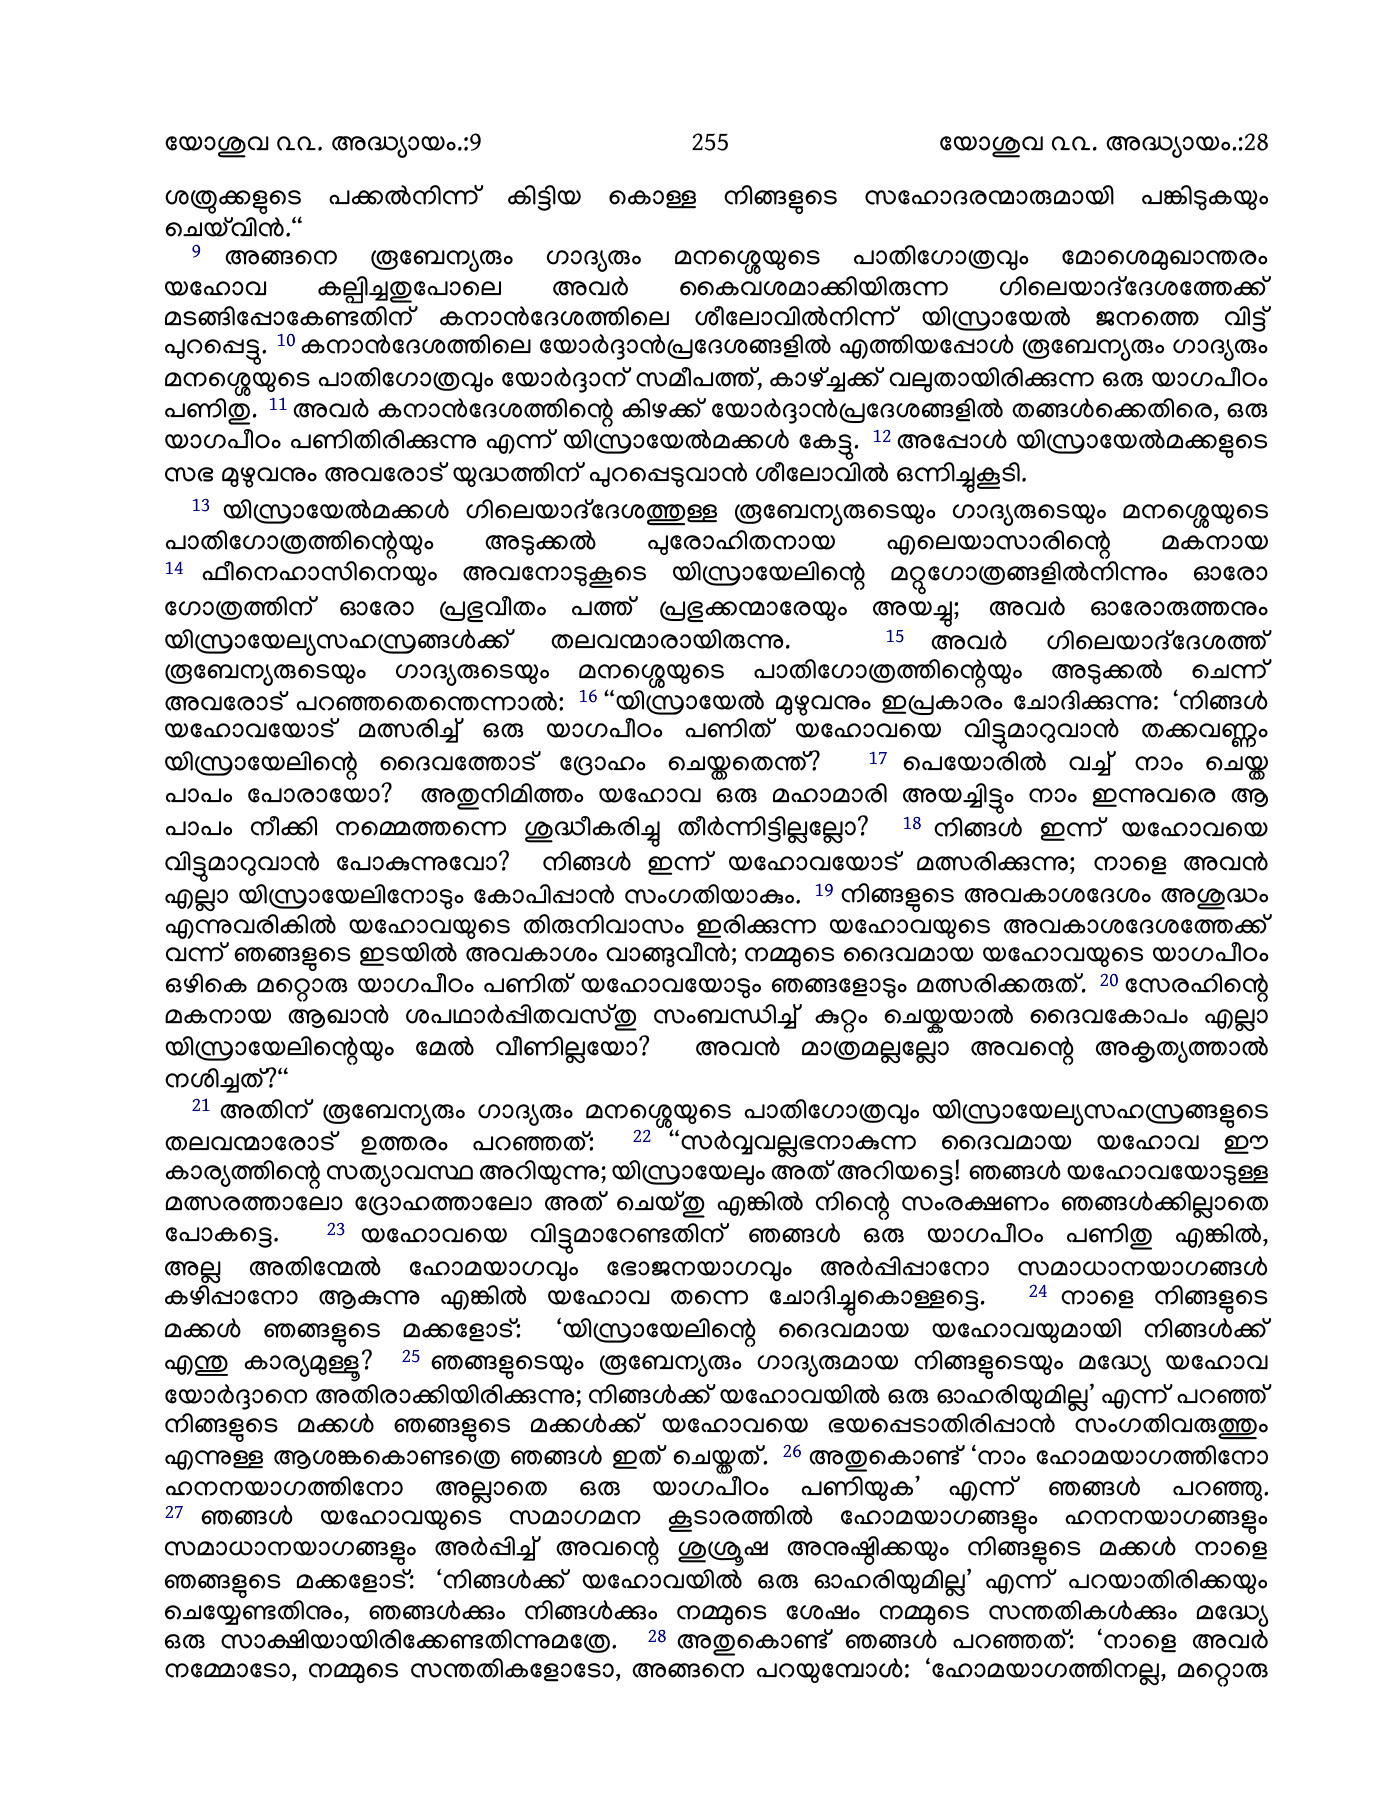 യോശുവ ൨൨. അദ്ധ്യായം.:9 255 യോശുവ ൨൨. അദ്ധ്യായം.:28
ശത്രുക്കളുടെ പക്കൽനിന്ന് കിട്ടിയ കൊള്ള നിങ്ങളുടെ സഹോദരന്മാരുമായി പങ്കിടുകയും
ചെയ്‌വിൻ.“
9 അങ്ങനെ രൂബേന്യരും ഗാദ്യരും മനശ്ശെയുടെ പാതിഗോത്രവും മോശെമുഖാന്തരം
യഹോവ കല്പിച്ചതുപോലെ അവർ കൈവശമാക്കിയിരുന്ന ഗിലെയാദ്‌ദേശത്തേക്ക്
മടങ്ങിപ്പോകേണ്ടതിന് കനാൻദേശത്തിലെ ശീലോവിൽനിന്ന് യിസ്രായേൽ ജനത്തെ വിട്ട്
പുറപ്പെട്ടു. 10 കനാൻദേശത്തിലെ യോർദ്ദാൻപ്രദേശങ്ങളിൽ എത്തിയപ്പോൾ രൂബേന്യരും ഗാദ്യരും
മനശ്ശെയുടെ പാതിഗോത്രവും യോർദ്ദാന് സമീപത്ത്, കാഴ്ച്ചക്ക് വലുതായിരിക്കുന്ന ഒരു യാഗപീഠം
പണിതു. 11 അവർ കനാൻദേശത്തിന്റെ കിഴക്ക് യോർദ്ദാൻപ്രദേശങ്ങളിൽ തങ്ങൾക്കെതിരെ, ഒരു
യാഗപീഠം പണിതിരിക്കുന്നു എന്ന് യിസ്രായേൽമക്കൾ കേട്ടു. 12 അപ്പോൾ യിസ്രായേൽമക്കളുടെ
സഭ മുഴുവനും അവരോട് യുദ്ധത്തിന് പുറപ്പെടുവാൻ ശീലോവിൽ ഒന്നിച്ചുകൂടി.
13 യിസ്രായേൽമക്കൾ ഗിലെയാദ്‌ദേശത്തുള്ള രൂബേന്യരുടെയും ഗാദ്യരുടെയും മനശ്ശെയുടെ
പാതിഗോത്രത്തിന്റെയും അടുക്കൽ പുരോഹിതനായ എലെയാസാരിന്റെ മകനായ
14 ഫീനെഹാസിനെയും അവനോടുകൂടെ യിസ്രായേലിന്റെ മറ്റുഗോത്രങ്ങളിൽനിന്നും ഓരോ
ഗോത്രത്തിന് ഓരോ പ്രഭുവീതം പത്ത് പ്രഭുക്കന്മാരേയും അയച്ചു; അവർ ഓരോരുത്തനും
യിസ്രായേല്യസഹസ്രങ്ങൾക്ക് തലവന്മാരായിരുന്നു. 15 അവർ ഗിലെയാദ്‌ദേശത്ത്
രൂബേന്യരുടെയും ഗാദ്യരുടെയും മനശ്ശെയുടെ പാതിഗോത്രത്തിന്റെയും അടുക്കൽ ചെന്ന്
അവരോട് പറഞ്ഞതെന്തെന്നാൽ: 16 “യിസ്രായേൽ മുഴുവനും ഇപ്രകാരം ചോദിക്കുന്നു: ‘നിങ്ങൾ
യഹോവയോട് മത്സരിച്ച് ഒരു യാഗപീഠം പണിത് യഹോവയെ വിട്ടുമാറുവാൻ തക്കവണ്ണം
യിസ്രായേലിന്റെ ദൈവത്തോട് ദ്രോഹം ചെയ്തതെന്ത്? 17 പെയോരിൽ വച്ച് നാം ചെയ്ത
പാപം പോരായോ? അതുനിമിത്തം യഹോവ ഒരു മഹാമാരി അയച്ചിട്ടും നാം ഇന്നുവരെ ആ
പാപം നീക്കി നമ്മെത്തന്നെ ശുദ്ധീകരിച്ചു തീർന്നിട്ടില്ലല്ലോ? 18 നിങ്ങൾ ഇന്ന് യഹോവയെ
വിട്ടുമാറുവാൻ പോകുന്നുവോ? നിങ്ങൾ ഇന്ന് യഹോവയോട് മത്സരിക്കുന്നു; നാളെ അവൻ
എല്ലാ യിസ്രായേലിനോടും കോപിപ്പാൻ സംഗതിയാകും. 19 നിങ്ങളുടെ അവകാശദേശം അശുദ്ധം
എന്നുവരികിൽ യഹോവയുടെ തിരുനിവാസം ഇരിക്കുന്ന യഹോവയുടെ അവകാശദേശത്തേക്ക്
വന്ന് ഞങ്ങളുടെ ഇടയിൽ അവകാശം വാങ്ങുവീൻ; നമ്മുടെ ദൈവമായ യഹോവയുടെ യാഗപീഠം
ഒഴികെ മറ്റൊരു യാഗപീഠം പണിത് യഹോവയോടും ഞങ്ങളോടും മത്സരിക്കരുത്. 20 സേരഹിന്റെ
മകനായ ആഖാൻ ശപഥാർപ്പിതവസ്തു സംബന്ധിച്ച് കുറ്റം ചെയ്കയാൽ ദൈവകോപം എല്ലാ
യിസ്രായേലിന്റെയും മേൽ വീണില്ലയോ? അവൻ മാത്രമല്ലല്ലോ അവന്റെ അകൃത്യത്താൽ
നശിച്ചത്?“
21 അതിന് രൂബേന്യരും ഗാദ്യരും മനശ്ശെയുടെ പാതിഗോത്രവും യിസ്രായേല്യസഹസ്രങ്ങളുടെ
തലവന്മാരോട് ഉത്തരം പറഞ്ഞത്: 22 “സർവ്വവല്ലഭനാകുന്ന ദൈവമായ യഹോവ ഈ
കാര്യത്തിന്റെ സത്യാവസ്ഥ അറിയുന്നു; യിസ്രായേലും അത് അറിയട്ടെ! ഞങ്ങൾ യഹോവയോടുള്ള
മത്സരത്താലോ ദ്രോഹത്താലോ അത് ചെയ്തു എങ്കിൽ നിന്റെ സംരക്ഷണം ഞങ്ങൾക്കില്ലാതെ
പോകട്ടെ. 23 യഹോവയെ വിട്ടുമാറേണ്ടതിന് ഞങ്ങൾ ഒരു യാഗപീഠം പണിതു എങ്കിൽ,
അല്ല അതിന്മേൽ ഹോമയാഗവും ഭോജനയാഗവും അർപ്പിപ്പാനോ സമാധാനയാഗങ്ങൾ
കഴിപ്പാനോ ആകുന്നു എങ്കിൽ യഹോവ തന്നെ ചോദിച്ചുകൊള്ളട്ടെ. 24 നാളെ നിങ്ങളുടെ
മക്കൾ ഞങ്ങളുടെ മക്കളോട്: ‘യിസ്രായേലിന്റെ ദൈവമായ യഹോവയുമായി നിങ്ങൾക്ക്
എന്തു കാര്യമുള്ളൂ? 25 ഞങ്ങളുടെയും രൂബേന്യരും ഗാദ്യരുമായ നിങ്ങളുടെയും മദ്ധ്യേ യഹോവ
യോർദ്ദാനെ അതിരാക്കിയിരിക്കുന്നു; നിങ്ങൾക്ക് യഹോവയിൽ ഒരു ഓഹരിയുമില്ല’ എന്ന് പറഞ്ഞ്
നിങ്ങളുടെ മക്കൾ ഞങ്ങളുടെ മക്കൾക്ക് യഹോവയെ ഭയപ്പെടാതിരിപ്പാൻ സംഗതിവരുത്തും
എന്നുള്ള ആശങ്കകൊണ്ടത്രെ ഞങ്ങൾ ഇത് ചെയ്തത്. 26 അതുകൊണ്ട് ‘നാം ഹോമയാഗത്തിനോ
ഹനനയാഗത്തിനോ അല്ലാതെ ഒരു യാഗപീഠം പണിയുക’ എന്ന് ഞങ്ങൾ പറഞ്ഞു.
27 ഞങ്ങൾ യഹോവയുടെ സമാഗമന കൂടാരത്തിൽ ഹോമയാഗങ്ങളും ഹനനയാഗങ്ങളും
സമാധാനയാഗങ്ങളും അർപ്പിച്ച് അവന്റെ ശുശ്രൂഷ അനുഷ്ഠിക്കയും നിങ്ങളുടെ മക്കൾ നാളെ
ഞങ്ങളുടെ മക്കളോട്: ‘നിങ്ങൾക്ക് യഹോവയിൽ ഒരു ഓഹരിയുമില്ല’ എന്ന് പറയാതിരിക്കയും
ചെയ്യേണ്ടതിനും, ഞങ്ങൾക്കും നിങ്ങൾക്കും നമ്മുടെ ശേഷം നമ്മുടെ സന്തതികൾക്കും മദ്ധ്യേ
ഒരു സാക്ഷിയായിരിക്കേണ്ടതിന്നുമത്രേ. 28 അതുകൊണ്ട് ഞങ്ങൾ പറഞ്ഞത്: ‘നാളെ അവർ
നമ്മോടോ, നമ്മുടെ സന്തതികളോടോ, അങ്ങനെ പറയുമ്പോൾ: ‘ഹോമയാഗത്തിനല്ല, മറ്റൊരു